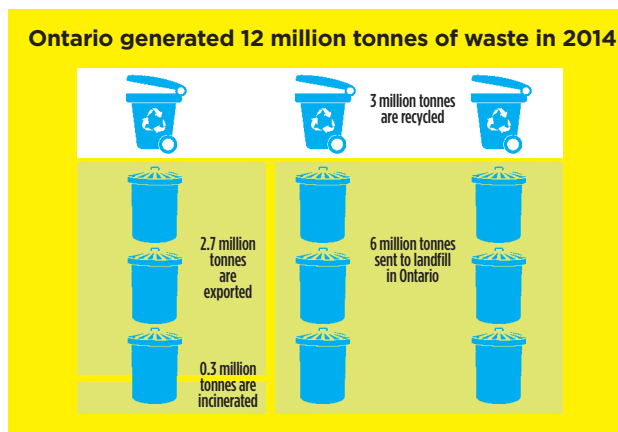 Ontario generated 12 million tonnes of waste in 2014
3 million tonnes
are recycled
2.7 million
tonnes
are
exported
6 million tonnes
sent to landfill
in Ontario
0.3 million
tonnes are
incinerated